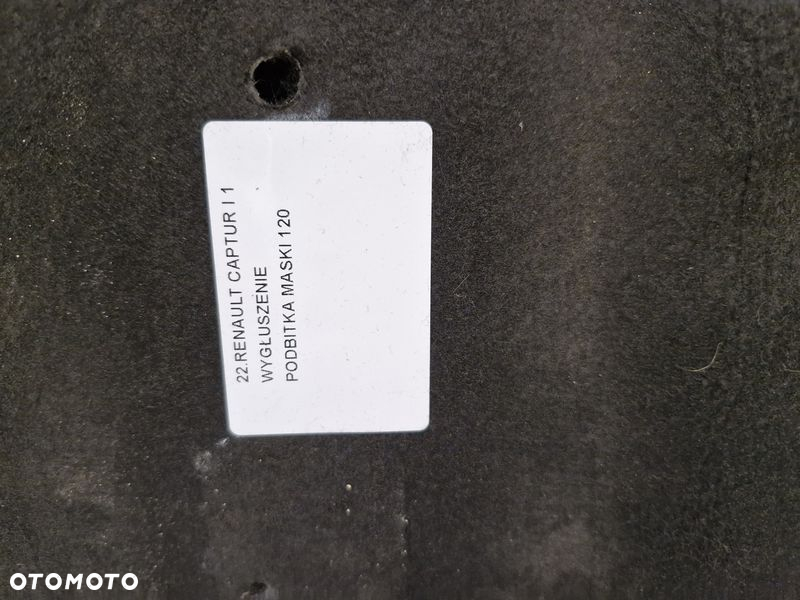 22.RENAULT CAPTUR I 1
WYGŁUSZENIE
PODBITKA MASKI 120
OTOMOTO